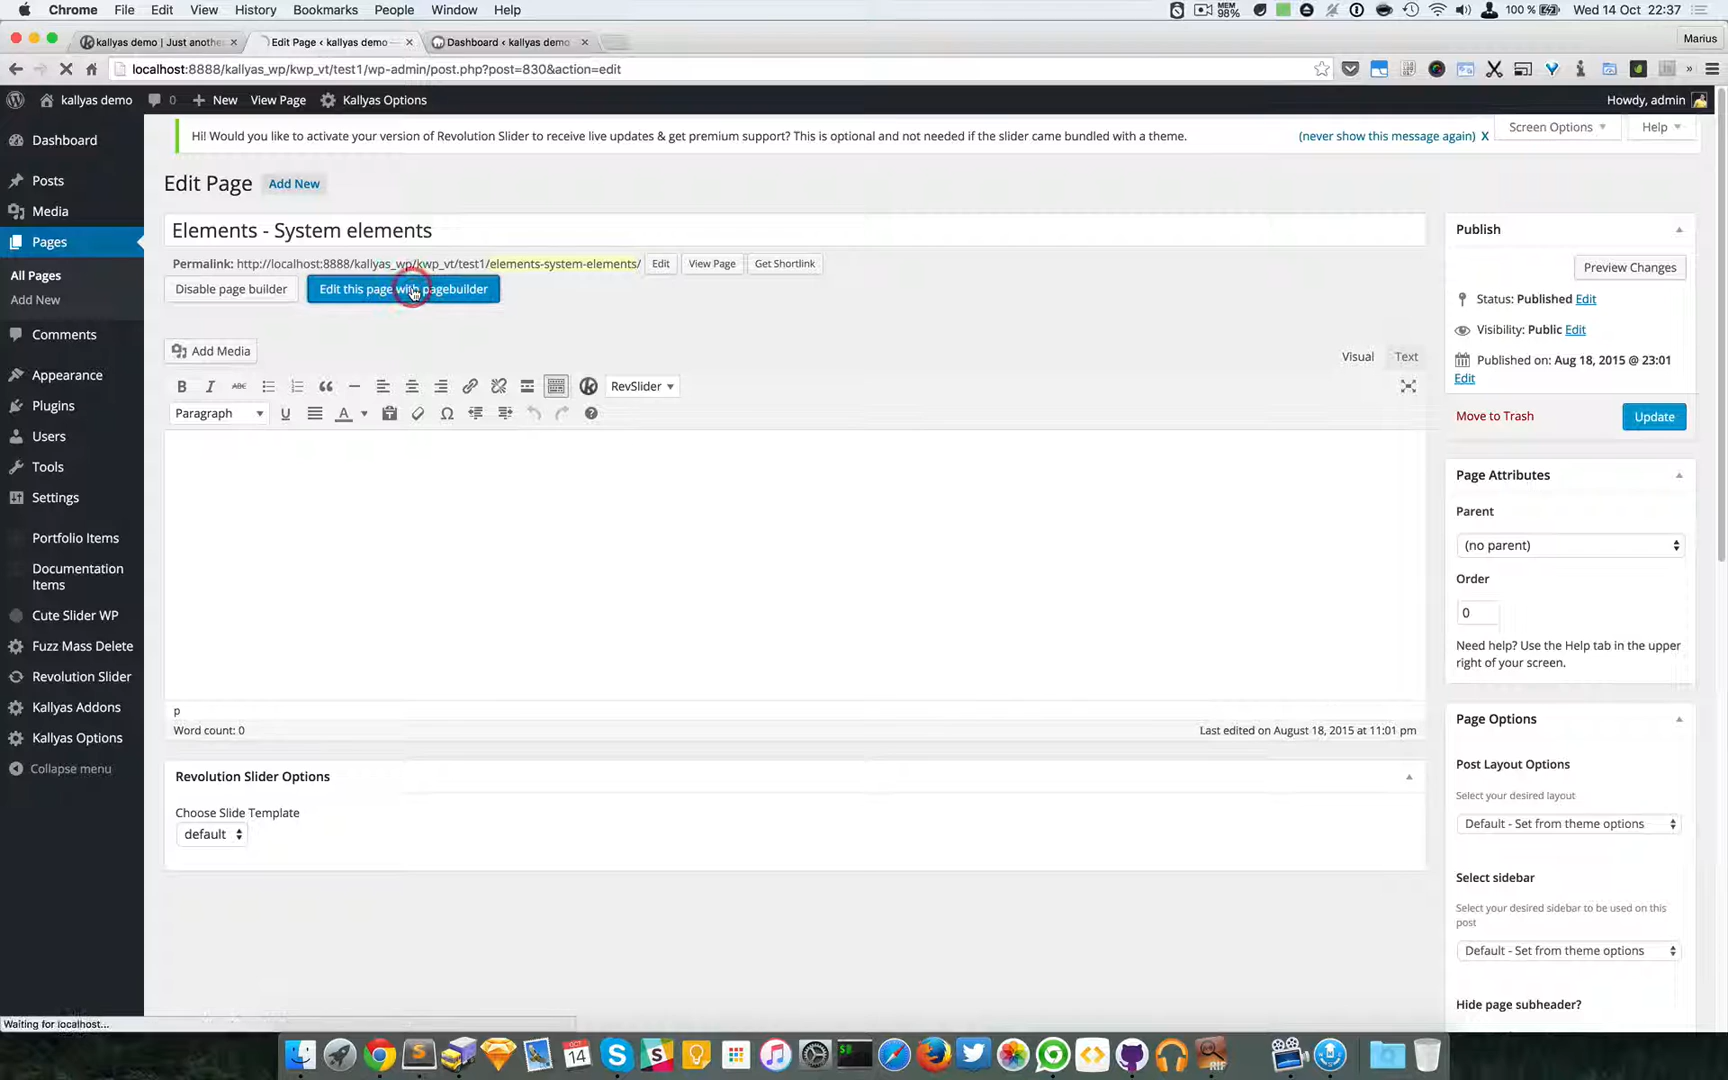 Chrome File Edit View History Bookmarks People Window Help MEM 98% 100 % Wed 14 Oct 22:37
kallyas demo | Just anothe × Edit Page ‹ kallyas demo — × Dashboard ‹ kallyas demo × Marius
localhost:8888/kallyas_wp/kwp_vt/test1/wp-admin/post.php?post=830&action=edit
kallyas demo 0 + New View Page Kallyas Options Howdy, admin
Dashboard
Posts
Media
Pages
All Pages
Add New
Comments
Appearance
Plugins
Users
Tools
Settings
Portfolio Items
Documentation
Items
Cute Slider WP
Fuzz Mass Delete
Revolution Slider
Kallyas Addons
Kallyas Options
Collapse menu
Hi! Would you like to activate your version of Revolution Slider to receive live updates & get premium support? This is optional and not needed if the slider came bundled with a theme. (never show this message again) X
Screen Options Help
Edit Page Add New
Elements - System elements
Permalink: http://localhost:8888/kallyas_wp/kwp_vt/test1/elements-system-elements/ Edit View Page Get Shortlink
Disable page builder Edit this page with pagebuilder
Add Media Visual Text
B I ABC RevSlider
Paragraph U A Ω
p
Word count: 0 Last edited on August 18, 2015 at 11:01 pm
Revolution Slider Options
Choose Slide Template
default
Publish
Preview Changes
Status: Published Edit
Visibility: Public Edit
Published on: Aug 18, 2015 @ 23:01
Edit
Move to Trash Update
Page Attributes
Parent
(no parent)
Order
0
Need help? Use the Help tab in the upper
right of your screen.
Page Options
Post Layout Options
Select your desired layout
Default - Set from theme options
Select sidebar
Select your desired sidebar to be used on this
post
Default - Set from theme options
Hide page subheader?
Waiting for localhost...
14